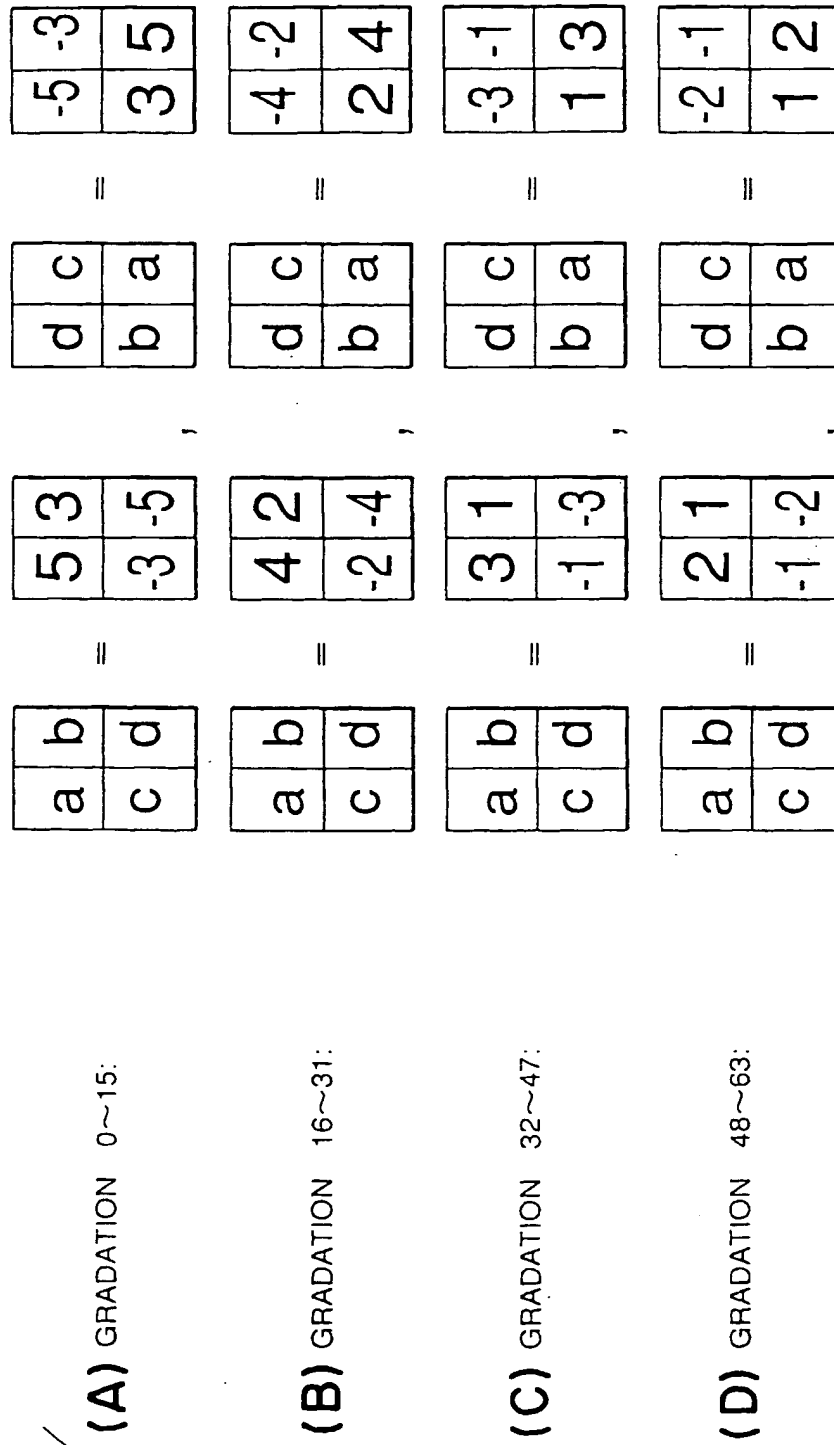 (A) GRADATION 0~15:
a b = 5 3 , d c = -5 -3
c d -3 -5 b a 3 5
(B) GRADATION 16~31:
a b = 4 2 , d c = -4 -2
c d -2 -4 b a 2 4
(C) GRADATION 32~47:
a b = 3 1 , d c = -3 -1
c d -1 -3 b a 1 3
(D) GRADATION 48~63:
a b = 2 1 , d c = -2 -1
c d -1 -2 b a 1 2